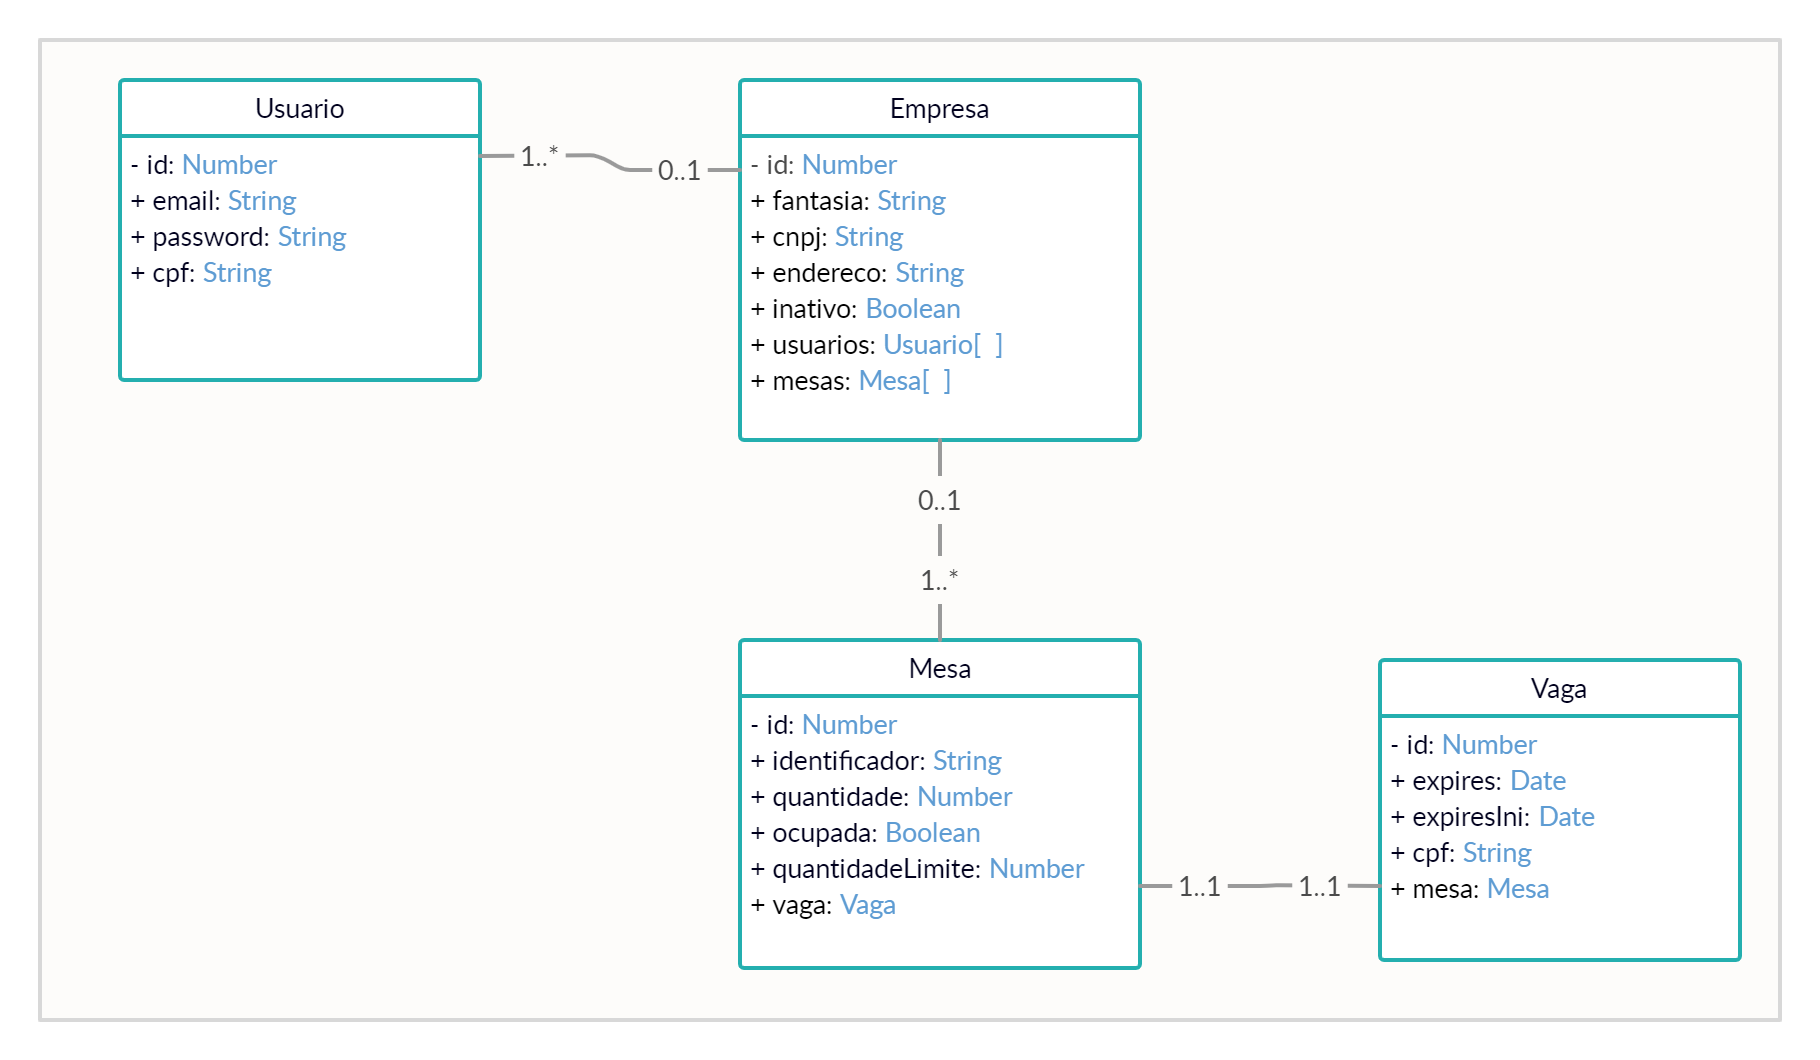 Usuario
- id: Number
+ email: String
+ password: String
+ cpf: String
1..*
0..1
Empresa
- id: Number
+ fantasia: String
+ cnpj: String
+ endereco: String
+ inativo: Boolean
+ usuarios: Usuario[  ]
+ mesas: Mesa[  ]
0..1
1..*
Mesa
- id: Number
+ identificador: String
+ quantidade: Number
+ ocupada: Boolean
+ quantidadeLimite: Number
+ vaga: Vaga
1..1
1..1
Vaga
- id: Number
+ expires: Date
+ expiresIni: Date
+ cpf: String
+ mesa: Mesa